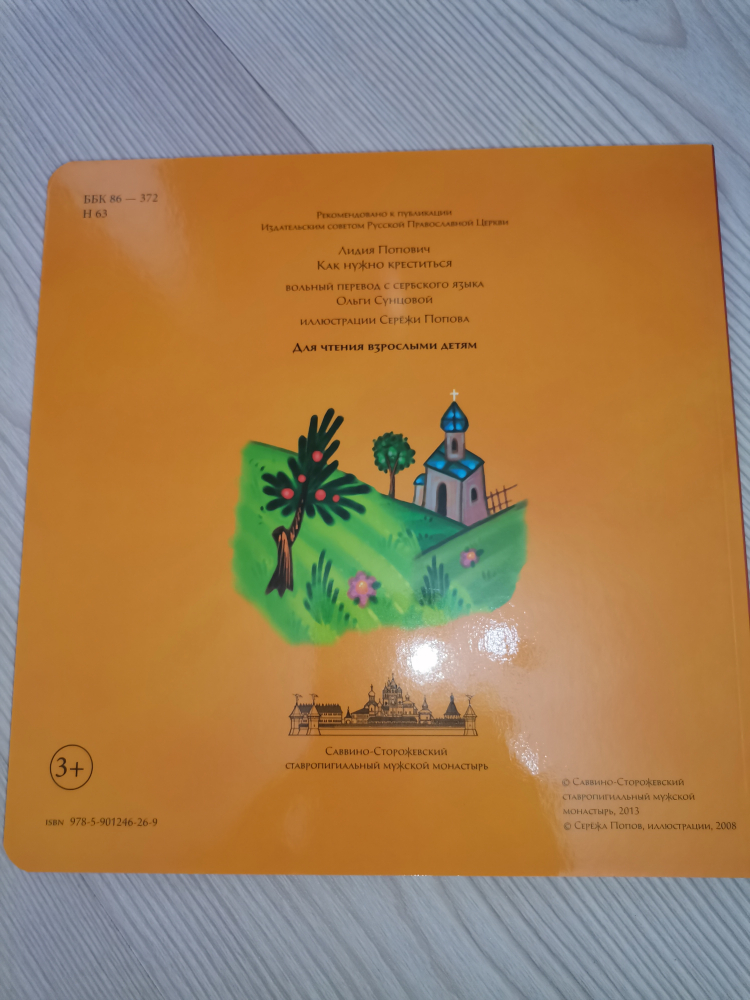 ББК 86 — 372
Н 63
Рекомендовано к публикации
Издательским советом Русской Православной Церкви
Лидия Попович
Как нужно креститься
вольный перевод с сербского языка
Ольги Сунцовой
иллюстрации Серёжи Попова
Для чтения взрослыми детям
Саввино-Сторожевский
ставропигиальный мужской монастырь
3+
ISBN 978-5-901246-26-9
© Саввино-Сторожевский
ставропигиальный мужской
монастырь, 2013
© Серёжа Попов, иллюстрации, 2008